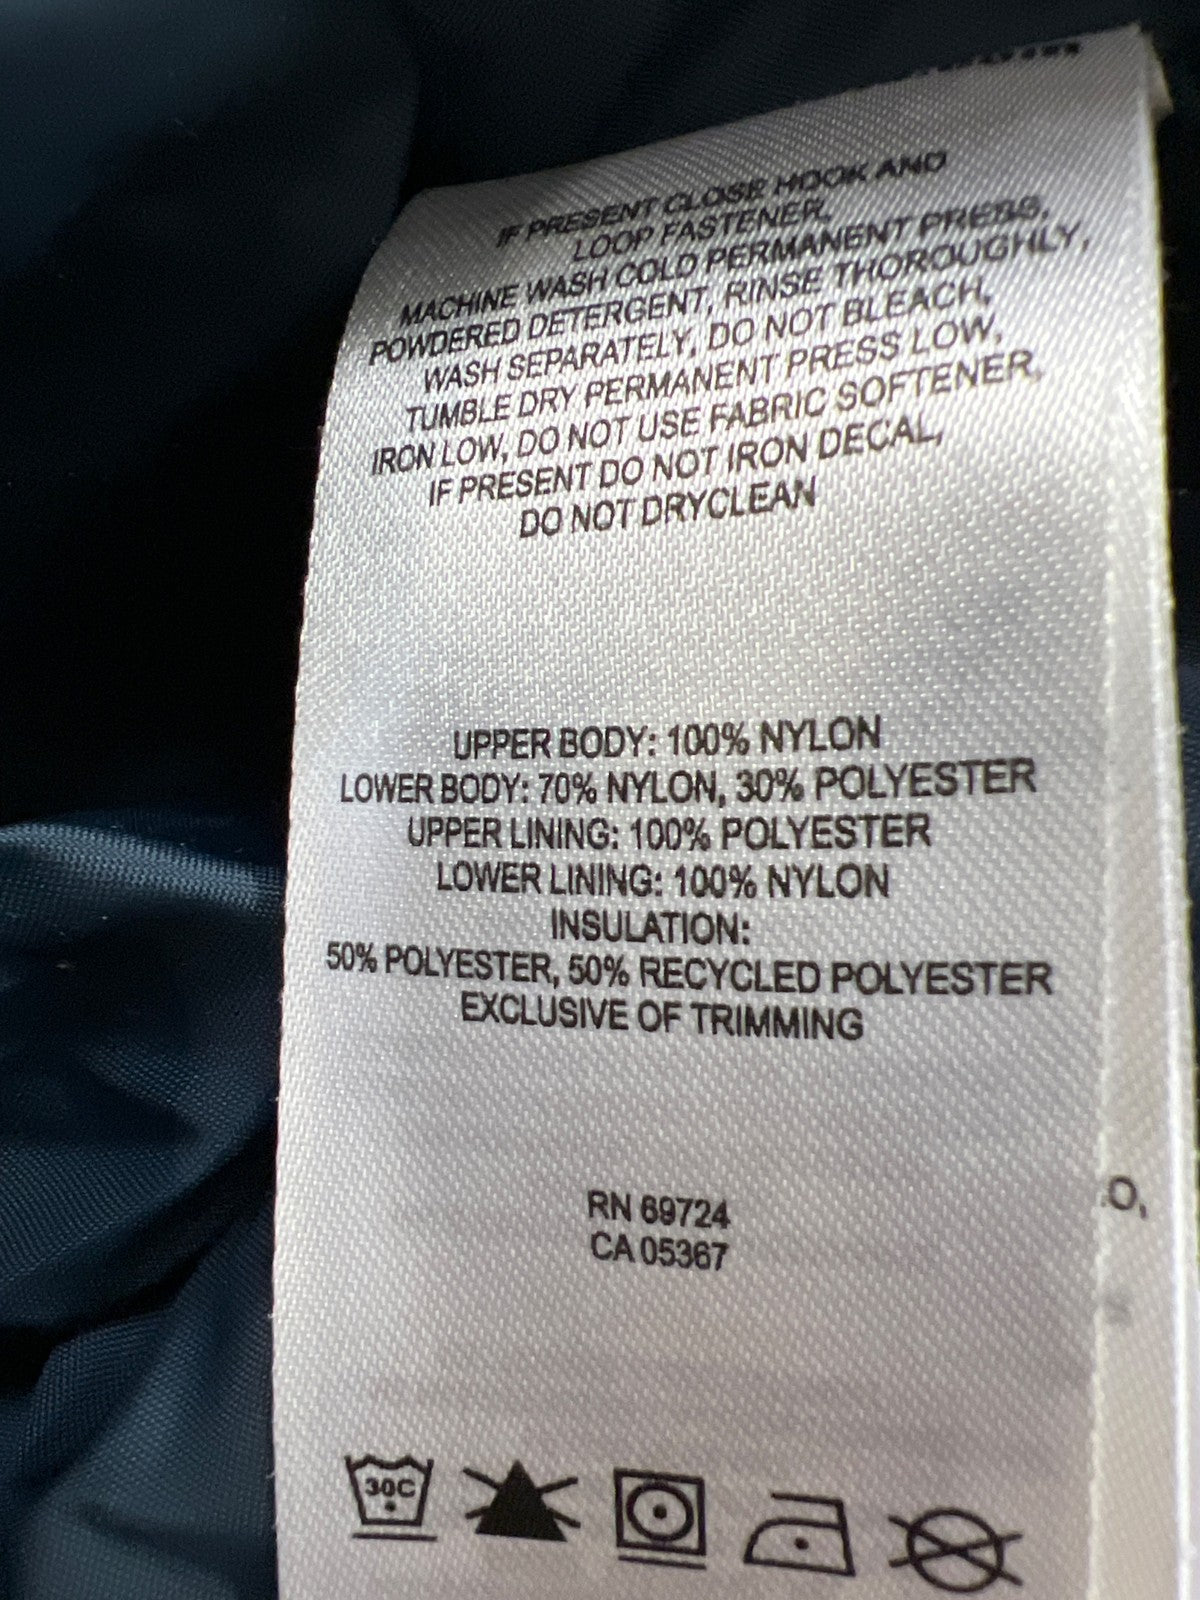 IF PRESENT CLOSE HOOK AND
LOOP FASTENER,
MACHINE WASH COLD PERMANENT PRESS,
POWDERED DETERGENT, RINSE THOROUGHLY,
WASH SEPARATELY, DO NOT BLEACH,
TUMBLE DRY PERMANENT PRESS LOW,
IRON LOW, DO NOT USE FABRIC SOFTENER,
IF PRESENT DO NOT IRON DECAL,
DO NOT DRYCLEAN
UPPER BODY: 100% NYLON
LOWER BODY: 70% NYLON, 30% POLYESTER
UPPER LINING: 100% POLYESTER
LOWER LINING: 100% NYLON
INSULATION:
50% POLYESTER, 50% RECYCLED POLYESTER
EXCLUSIVE OF TRIMMING
RN 69724
CA 05367
O,
30C